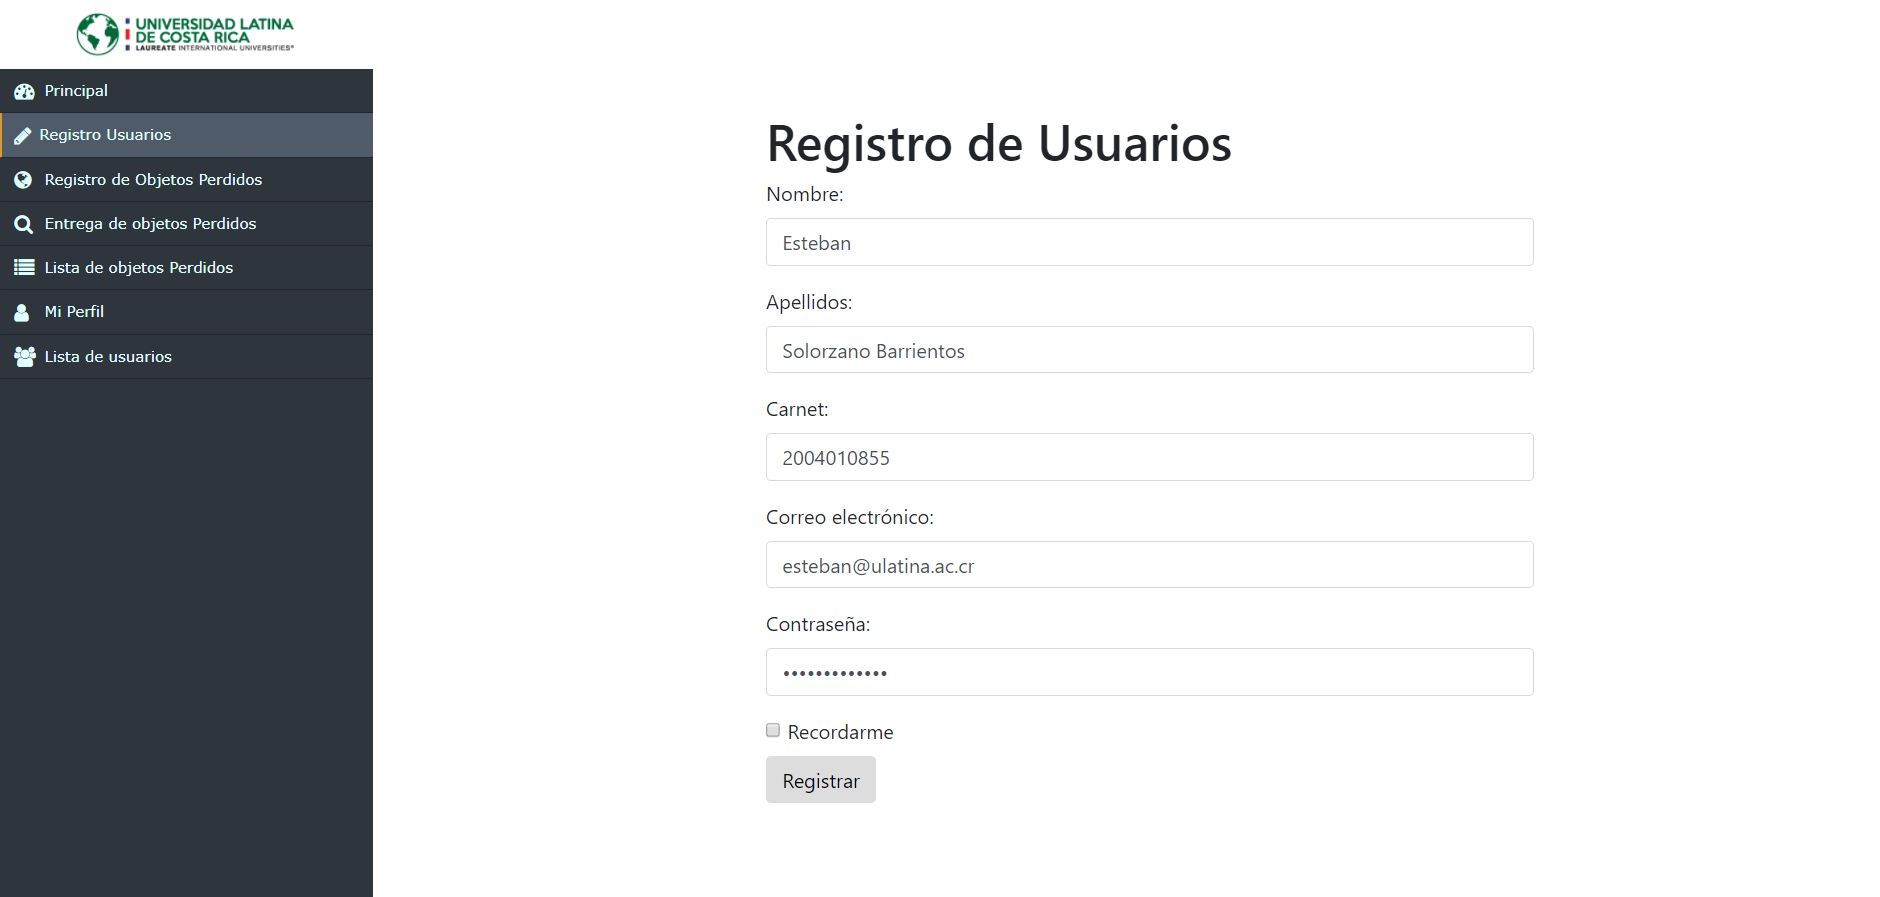 UNIVERSIDAD LATINA
DE COSTA RICA
LAUREATE INTERNATIONAL UNIVERSITIES®
Principal
Registro Usuarios
Registro de Objetos Perdidos
Entrega de objetos Perdidos
Lista de objetos Perdidos
Mi Perfil
Lista de usuarios
Registro de Usuarios
Nombre:
Esteban
Apellidos:
Solorzano Barrientos
Carnet:
2004010855
Correo electrónico:
esteban@ulatina.ac.cr
Contraseña:
•••••••••••••
Recordarme
Registrar